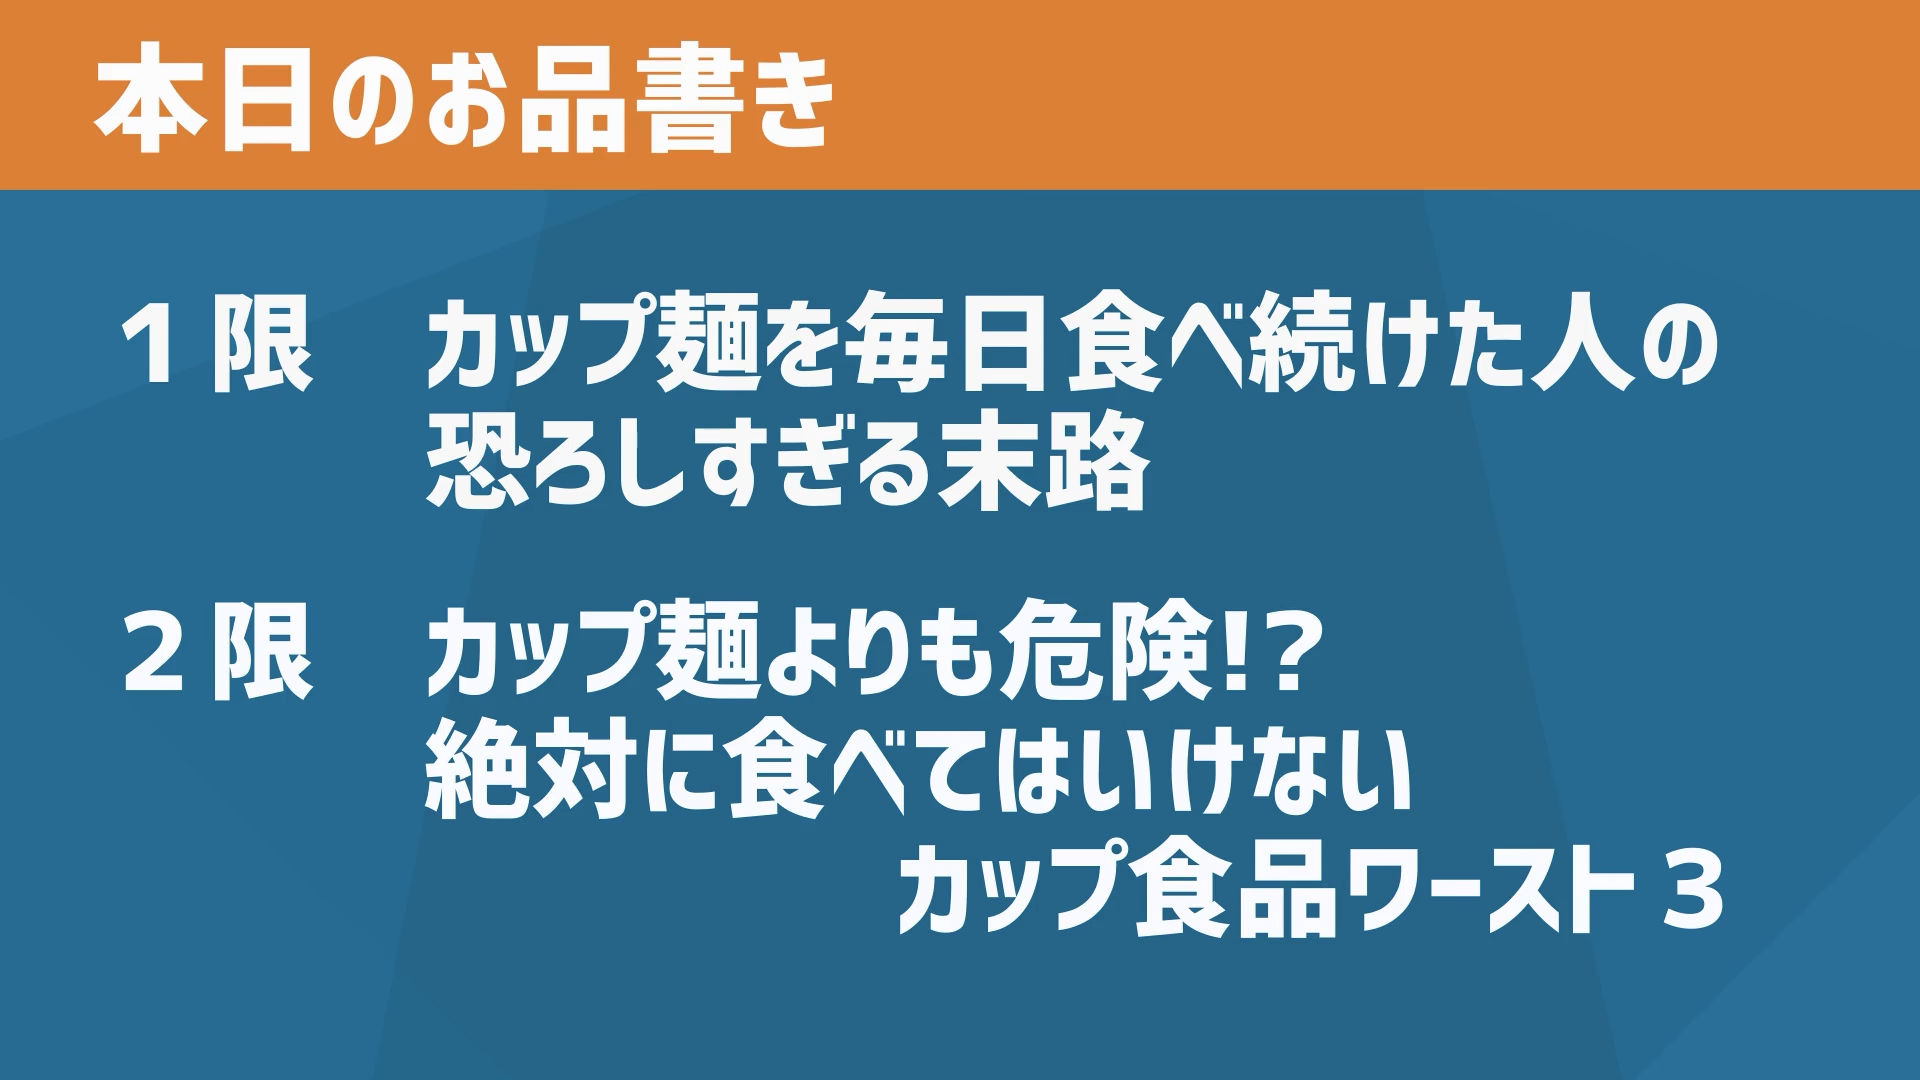 本日のお品書き
1限 カップ麺を毎日食べ続けた人の
恐ろしすぎる末路
2限 カップ麺よりも危険!?
絶対に食べてはいけない
カップ食品ワースト3